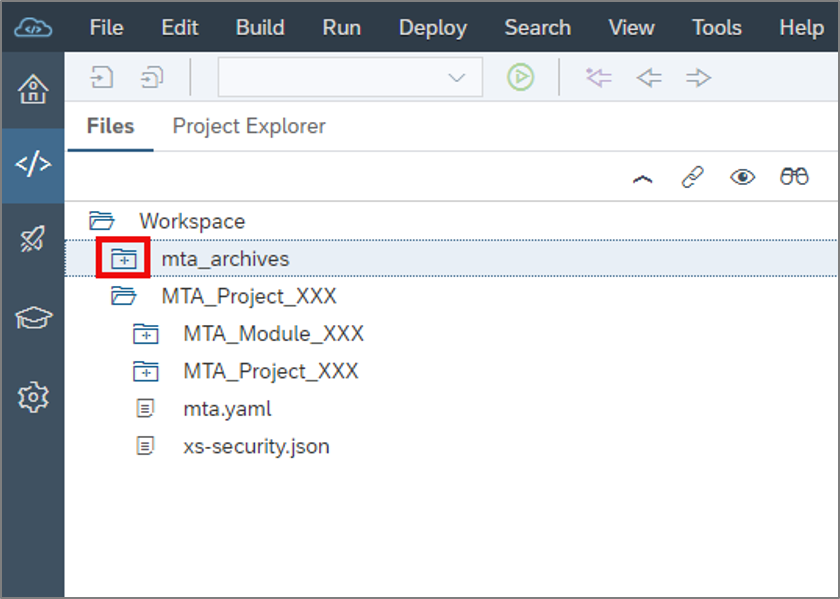 File Edit Build Run Deploy Search View Tools Help
Files Project Explorer
Workspace
mta_archives
MTA_Project_XXX
MTA_Module_XXX
MTA_Project_XXX
mta.yaml
xs-security.json